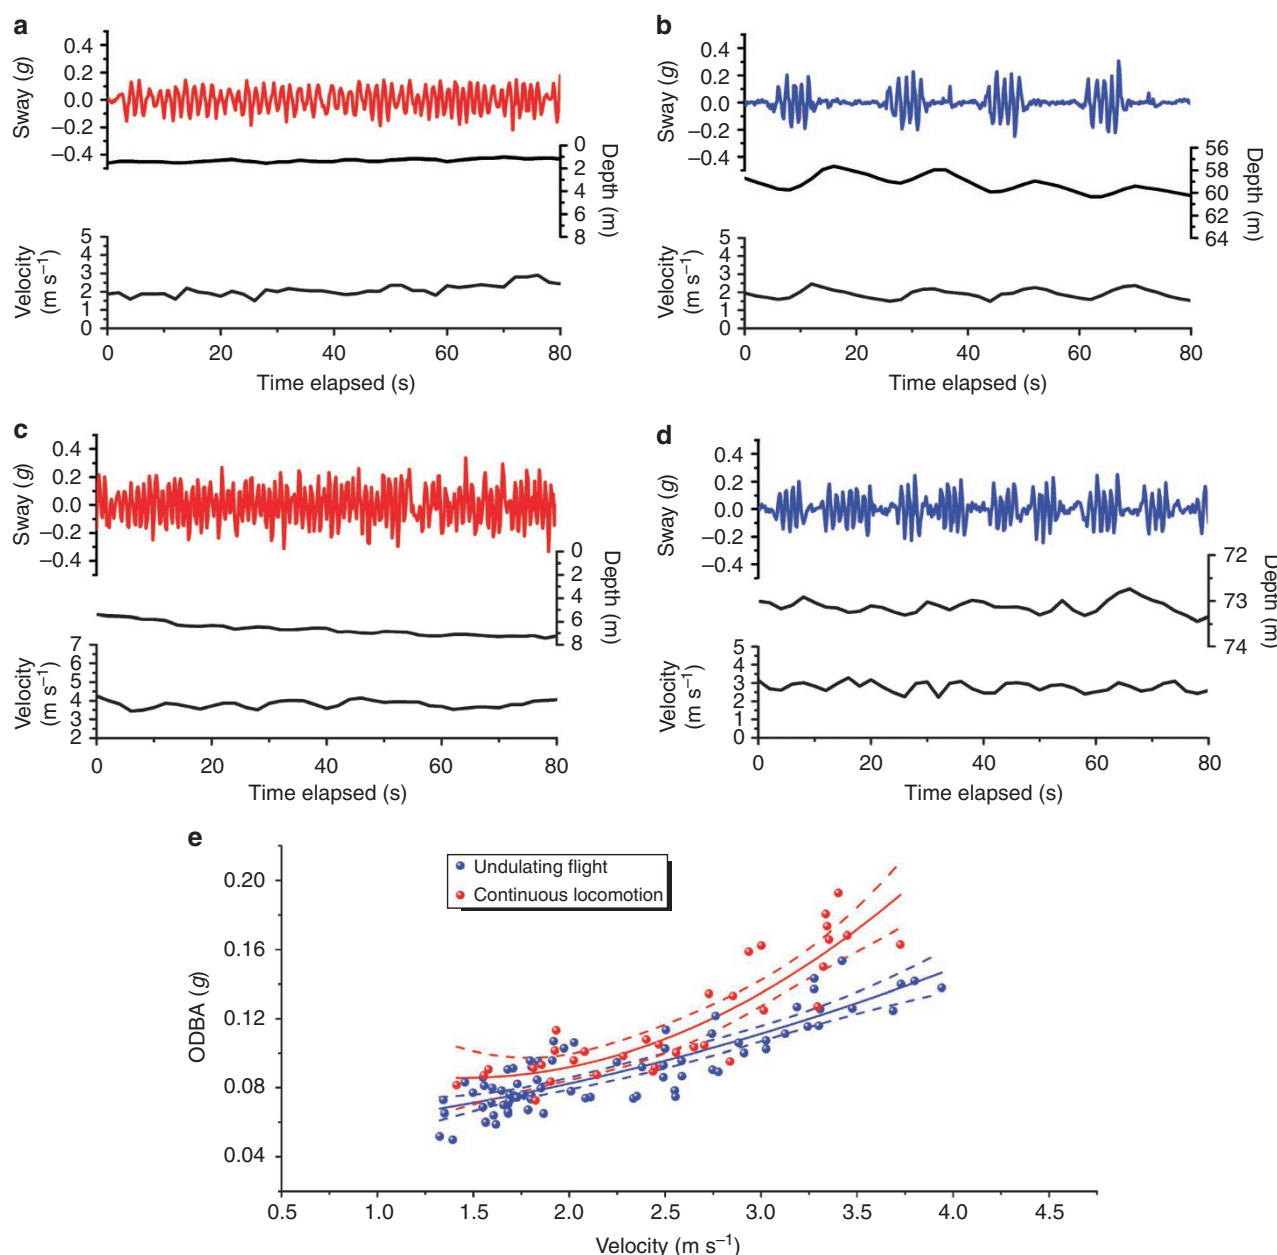 a
Sway (g)
0.4
0.2
0.0
−0.2
−0.4
0
2
4
6
8
Depth (m)
Velocity
(m s−1)
5
4
3
2
1
0
0 20 40 60 80
Time elapsed (s)
b
Sway (g)
0.4
0.2
0.0
−0.2
−0.4
56
58
60
62
64
Depth (m)
Velocity
(m s−1)
5
4
3
2
1
0
0 20 40 60 80
Time elapsed (s)
c
Sway (g)
0.4
0.2
0.0
−0.2
−0.4
0
2
4
6
8
Depth (m)
Velocity
(m s−1)
7
6
5
4
3
2
0 20 40 60 80
Time elapsed (s)
d
Sway (g)
0.4
0.2
0.0
−0.2
−0.4
72
73
74
Depth (m)
Velocity
(m s−1)
5
4
3
2
1
0
0 20 40 60 80
Time elapsed (s)
e
Undulating flight
Continuous locomotion
ODBA (g)
0.20
0.16
0.12
0.08
0.04
0.5 1.0 1.5 2.0 2.5 3.0 3.5 4.0 4.5
Velocity (m s−1)